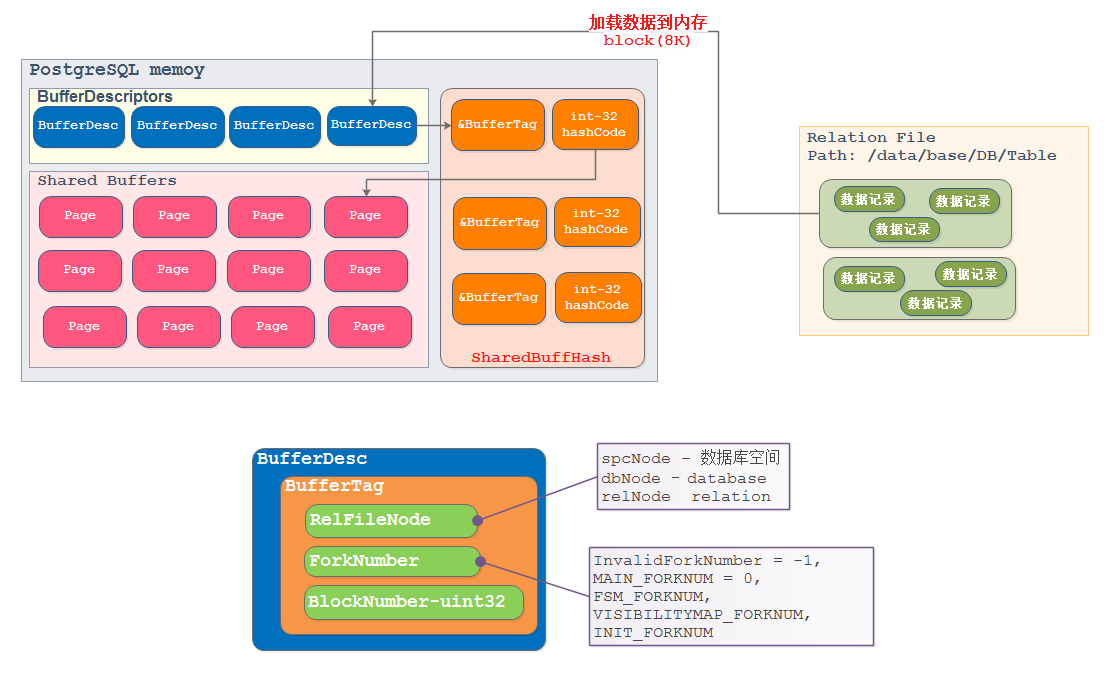 加载数据到内存
block(8K)
PostgreSQL memoy
BufferDescriptors
BufferDesc BufferDesc BufferDesc BufferDesc
&BufferTag
int-32
hashCode
Shared Buffers
Page Page Page Page
&BufferTag
int-32
hashCode
Page Page Page Page
&BufferTag
int-32
hashCode
Page Page Page Page
SharedBuffHash
Relation File
Path: /data/base/DB/Table
数据记录
数据记录
数据记录
数据记录
数据记录
数据记录
BufferDesc
BufferTag
RelFileNode
ForkNumber
BlockNumber-uint32
spcNode - 数据库空间
dbNode - database
relNode relation
InvalidForkNumber = -1,
MAIN_FORKNUM = 0,
FSM_FORKNUM,
VISIBILITYMAP_FORKNUM,
INIT_FORKNUM